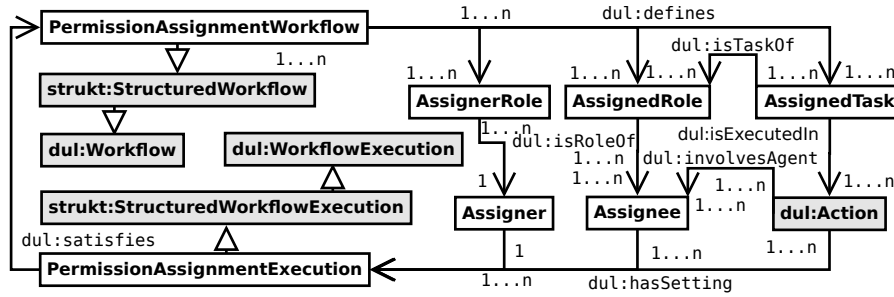 PermissionAssignmentWorkflow
1...n
dul:defines
1...n
dul:isTaskOf
strukt:StructuredWorkflow
1...n
1...n
1...n
1...n
1...n
AssignerRole
AssignedRole
AssignedTask
dul:Workflow
dul:WorkflowExecution
1...n
dul:isRoleOf
dul:isExecutedIn
1...n
dul:involvesAgent
strukt:StructuredWorkflowExecution
1
1...n
1...n
1...n
1...n
Assigner
Assignee
dul:Action
dul:satisfies
1
1...n
1...n
PermissionAssignmentExecution
1...n
dul:hasSetting